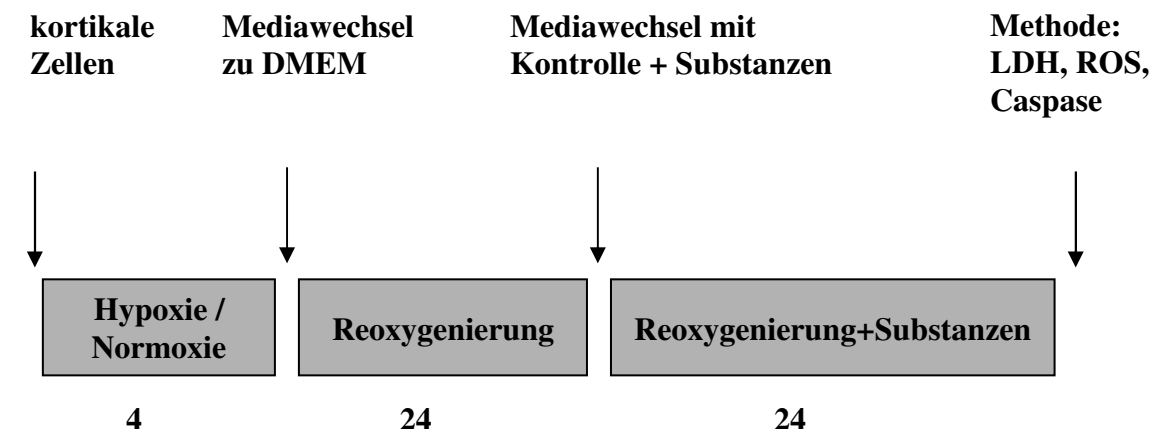 kortikale
Zellen
Mediawechsel
zu DMEM
Mediawechsel mit
Kontrolle + Substanzen
Methode:
LDH, ROS,
Caspase
Hypoxie /
Normoxie
Reoxygenierung
Reoxygenierung+Substanzen
4
24
24